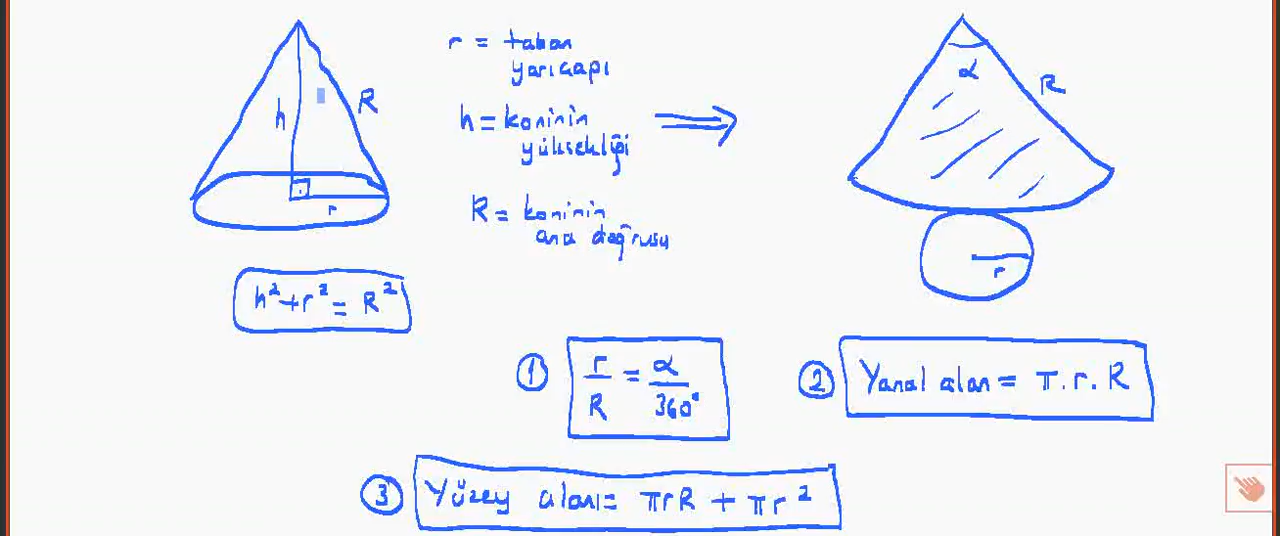 h
R
r
r = taban
yarıçapı
h = koninin
yüksekliği
R = koninin
ana doğrusu
α
R
r
h² + r² = R²
① r/R = α/360°
② Yanal alan = π.r.R
③ Yüzey alanı = πrR + πr²